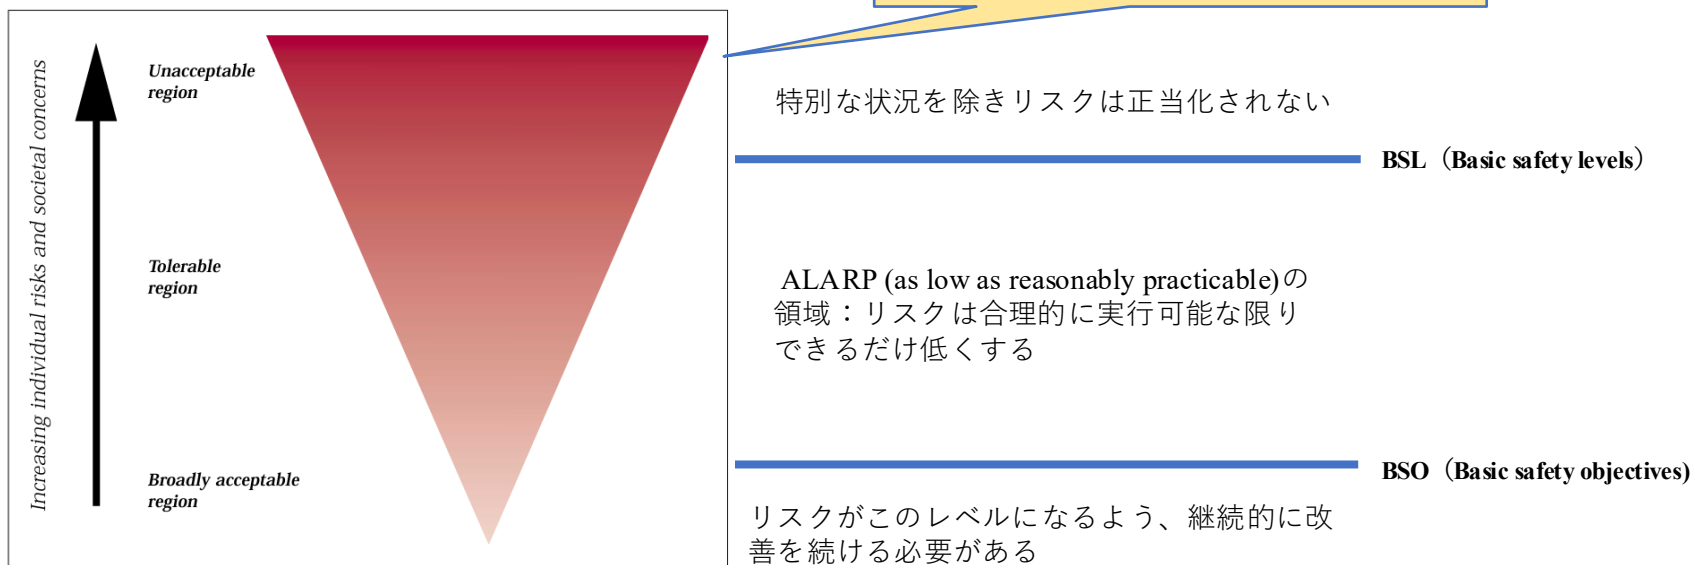 Increasing individual risks and societal concerns
Unacceptable
region
Tolerable
region
Broadly acceptable
region
特別な状況を除きリスクは正当化されない
BSL（Basic safety levels）
ALARP (as low as reasonably practicable)の
領域：リスクは合理的に実行可能な限り
できるだけ低くする
BSO（Basic safety objectives)
リスクがこのレベルになるよう、継続的に改
善を続ける必要がある